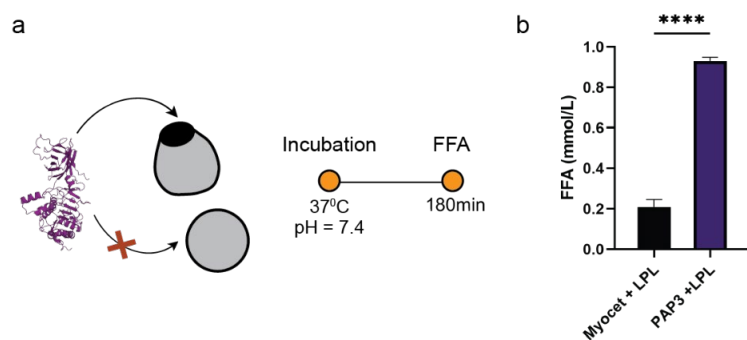 a
Incubation
FFA
37⁰C
pH = 7.4
180min
b
****
FFA (mmol/L)
1.0
0.8
0.6
0.4
0.2
0.0
Myocet + LPL
PAP3 +LPL